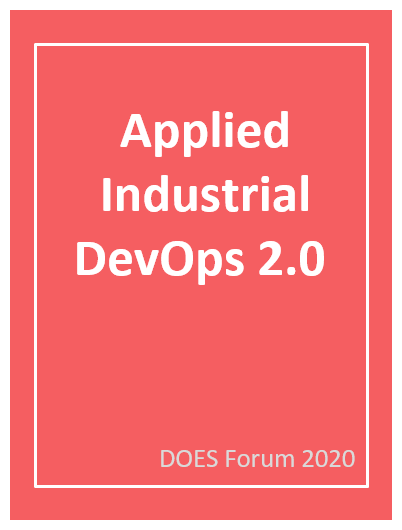 Applied
Industrial
DevOps 2.0
DOES Forum 2020